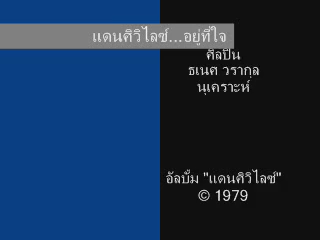 แดนศิวิไลซ์...อยู่ที่ใจ
ศิลปิน
ธเนศ วรากุล
นุเคราะห์
อัลบั้ม "แดนศิวิไลซ์"
© 1979